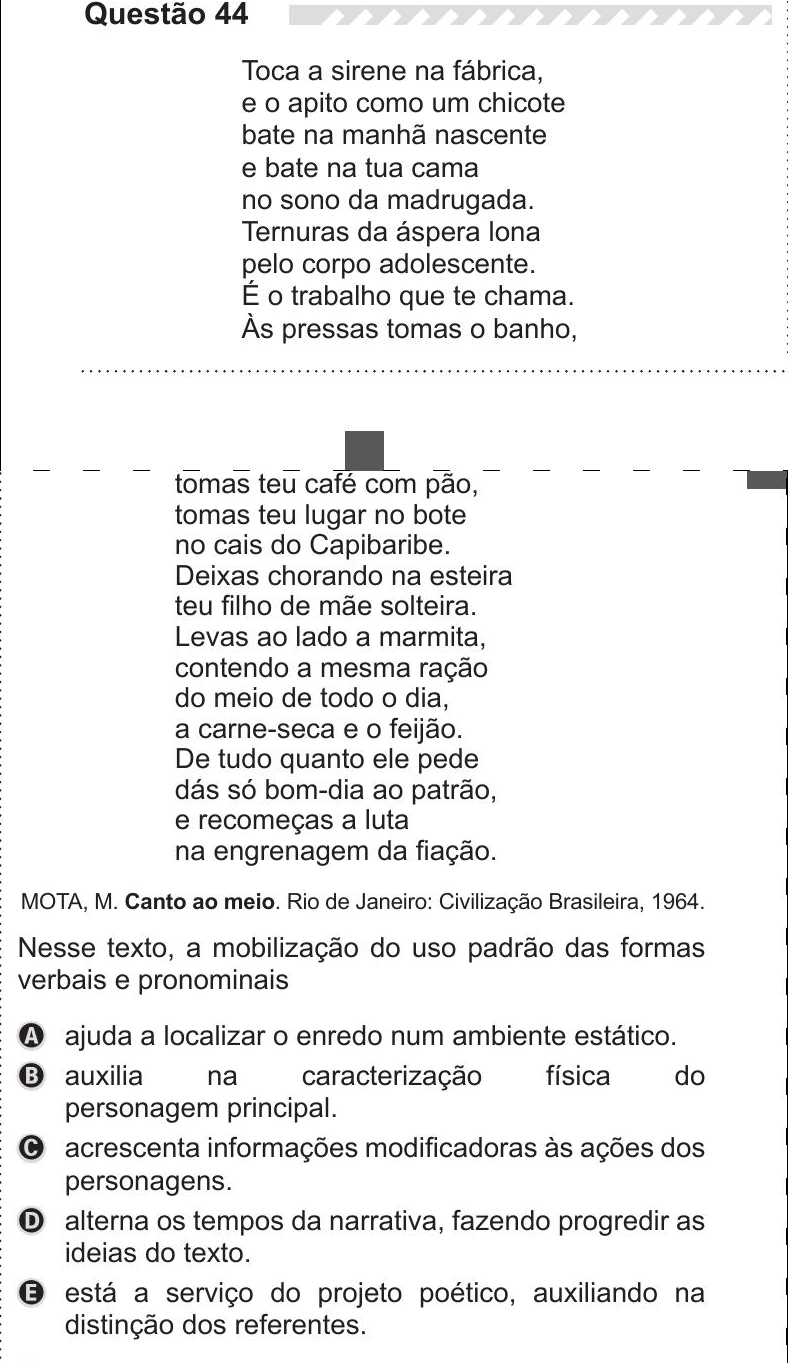 Questão 44
Toca a sirene na fábrica,
e o apito como um chicote
bate na manhã nascente
e bate na tua cama
no sono da madrugada.
Ternuras da áspera lona
pelo corpo adolescente.
É o trabalho que te chama.
Às pressas tomas o banho,
tomas teu café com pão,
tomas teu lugar no bote
no cais do Capibaribe.
Deixas chorando na esteira
teu filho de mãe solteira.
Levas ao lado a marmita,
contendo a mesma ração
do meio de todo o dia,
a carne-seca e o feijão.
De tudo quanto ele pede
dás só bom-dia ao patrão,
e recomeças a luta
na engrenagem da fiação.
MOTA, M. Canto ao meio. Rio de Janeiro: Civilização Brasileira, 1964.
Nesse texto, a mobilização do uso padrão das formas
verbais e pronominais
A ajuda a localizar o enredo num ambiente estático.
B auxilia na caracterização física do
personagem principal.
C acrescenta informações modificadoras às ações dos
personagens.
D alterna os tempos da narrativa, fazendo progredir as
ideias do texto.
E está a serviço do projeto poético, auxiliando na
distinção dos referentes.